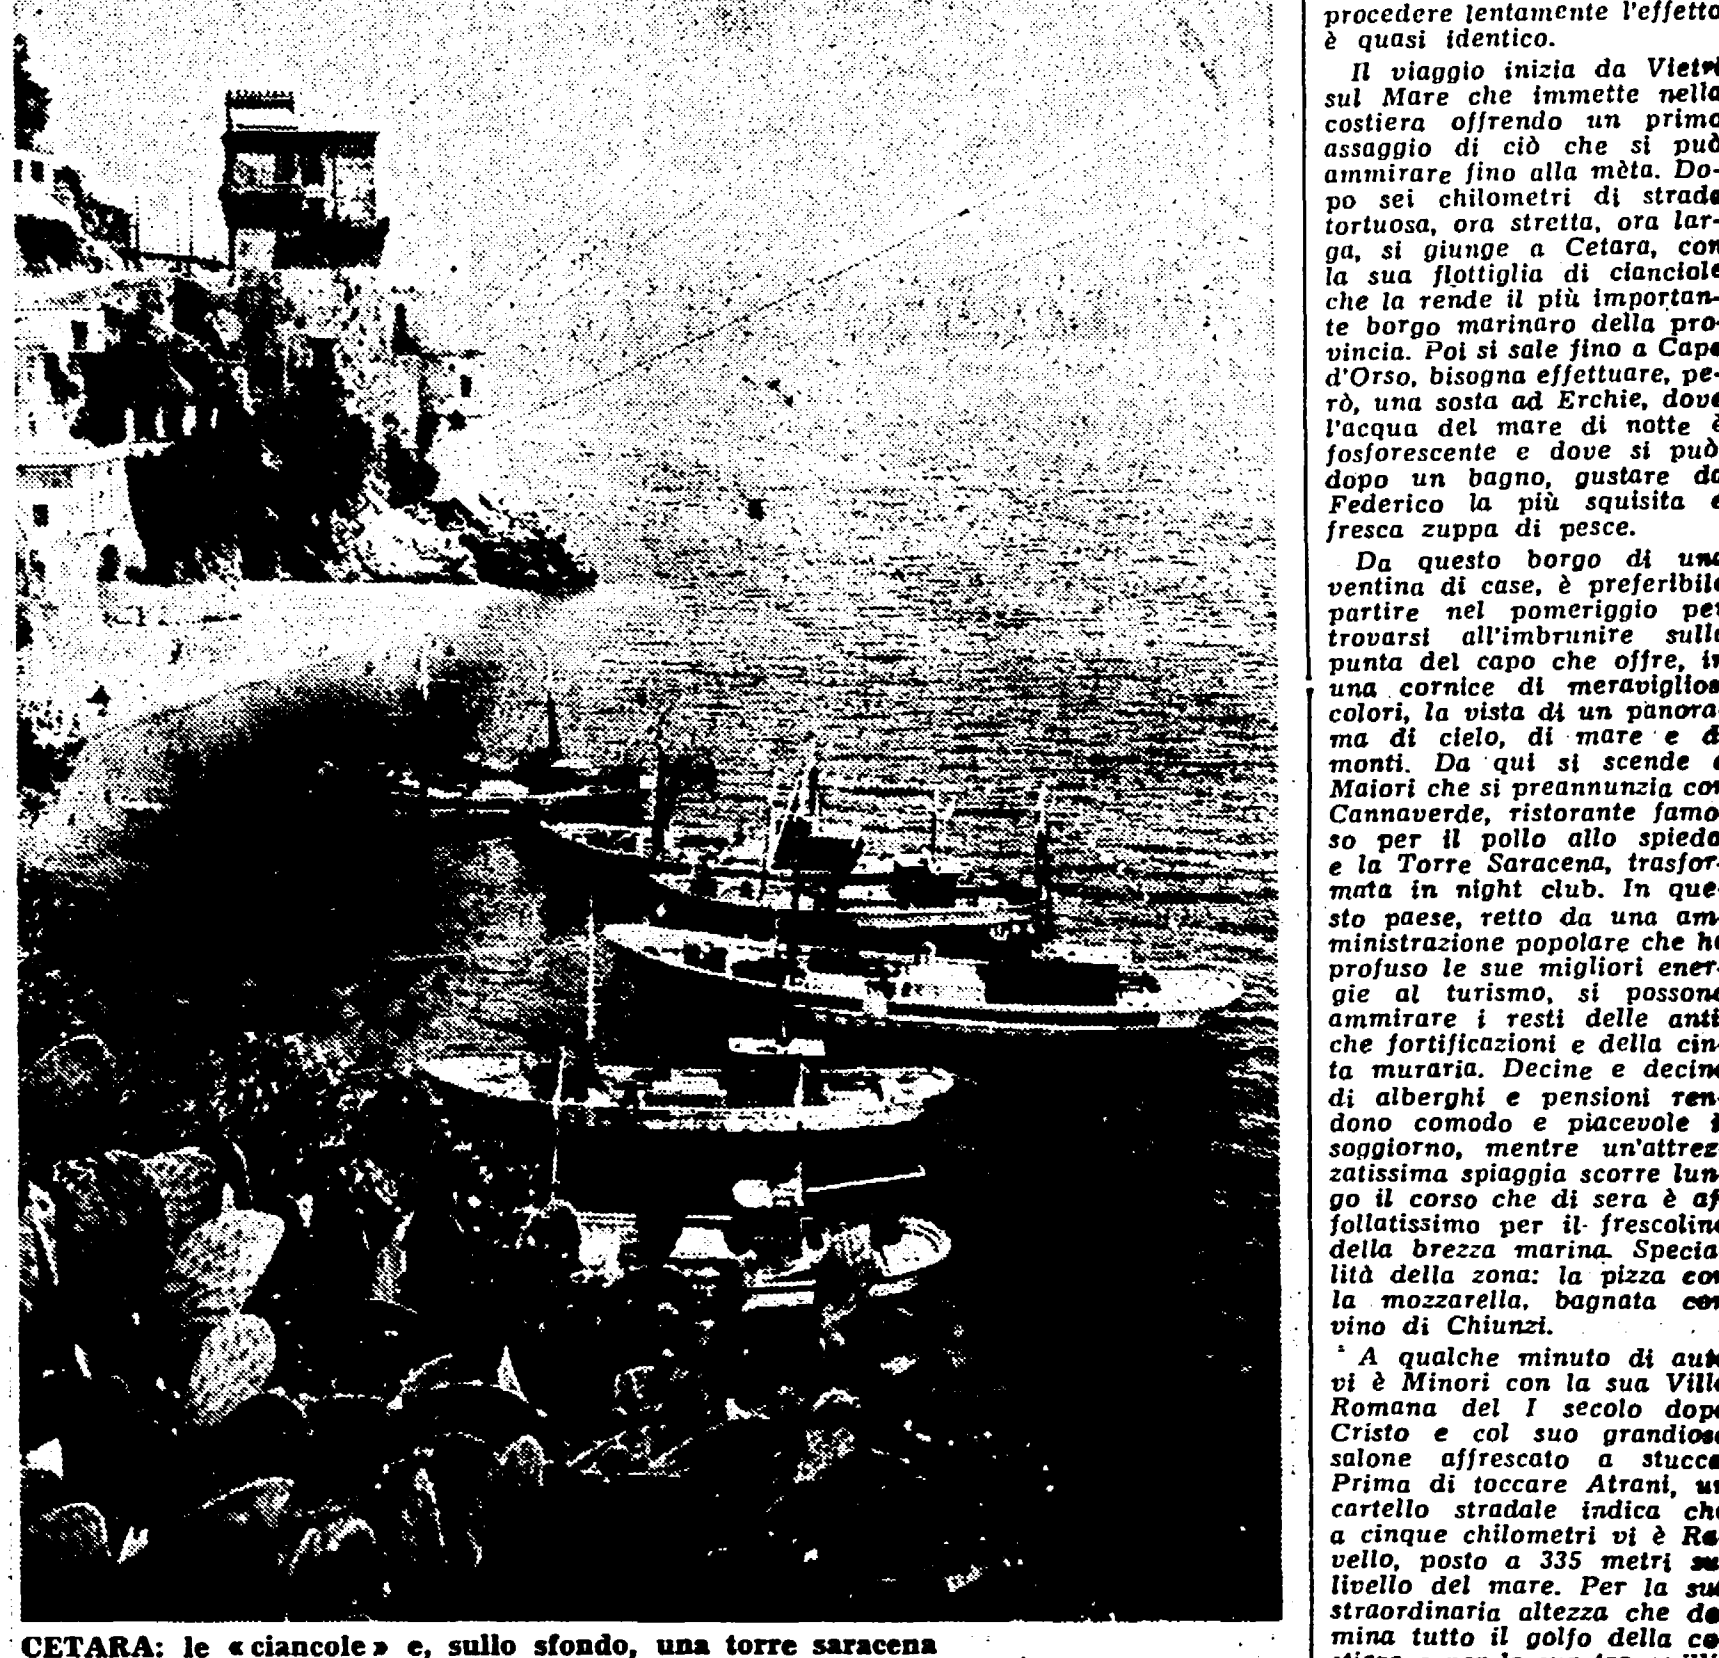 CETARA: le « ciancole » e, sullo sfondo, una torre saracena
procedere lentamente l'effetto
è quasi identico.
Il viaggio inizia da Vietri
sul Mare che immette nella
costiera offrendo un primo
assaggio di ciò che si può
ammirare fino alla mèta. Do-
po sei chilometri di strada
tortuosa, ora stretta, ora lar-
ga, si giunge a Cetara, con
la sua flottiglia di cianciole
che la rende il più importan-
te borgo marinaro della pro-
vincia. Poi si sale fino a Capo
d'Orso, bisogna effettuare, pe-
rò, una sosta ad Erchie, dove
l'acqua del mare di notte è
fosforescente e dove si può
dopo un bagno, gustare da
Federico la più squisita e
fresca zuppa di pesce.
Da questo borgo di una
ventina di case, è preferibile
partire nel pomeriggio per
trovarsi all'imbrunire sulla
punta del capo che offre, in
una cornice di meravigliosi
colori, la vista di un panora-
ma di cielo, di mare e di
monti. Da qui si scende a
Maiori che si preannunzia con
Cannaverde, ristorante famo-
so per il pollo allo spiedo
e la Torre Saracena, trasfor-
mata in night club. In que-
sto paese, retto da una am-
ministrazione popolare che ha
profuso le sue migliori ener-
gie al turismo, si possono
ammirare i resti delle anti-
che fortificazioni e della cin-
ta muraria. Decine e decine
di alberghi e pensioni ren-
dono comodo e piacevole il
soggiorno, mentre un'attrez-
zatissima spiaggia scorre lun-
go il corso che di sera è af-
follatissimo per il frescolino
della brezza marina. Specia-
lità della zona: la pizza con
la mozzarella, bagnata con
vino di Chiunzi.
A qualche minuto di auto
vi è Minori con la sua Villa
Romana del I secolo dopo
Cristo e col suo grandioso
salone affrescato a stucco
Prima di toccare Atrani, un
cartello stradale indica che
a cinque chilometri vi è Ra-
vello, posto a 335 metri sul
livello del mare. Per la sua
straordinaria altezza che do-
mina tutto il golfo della co-